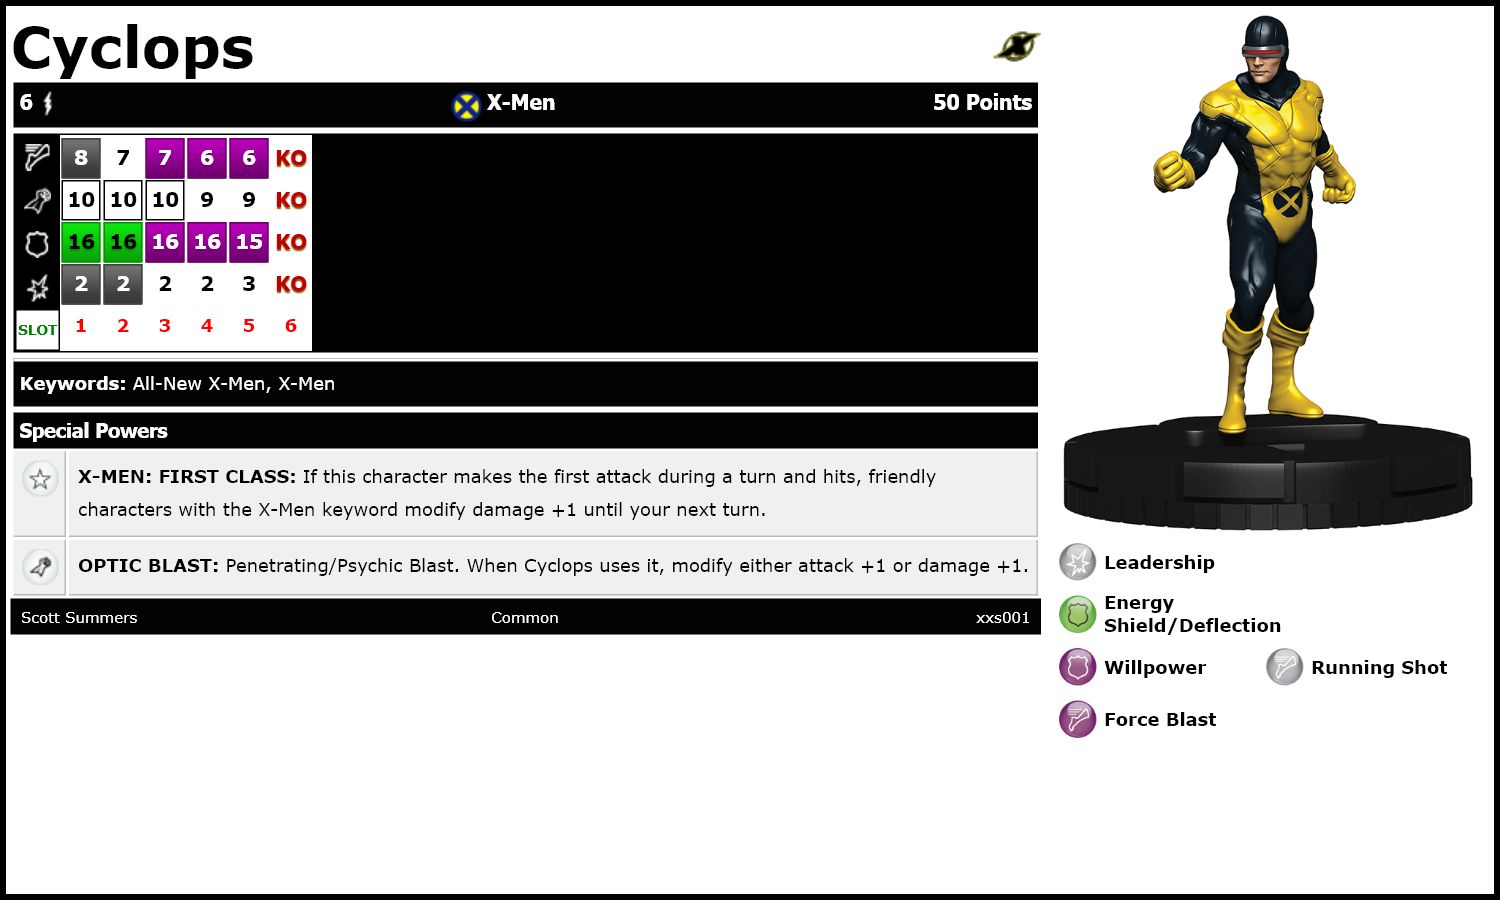 Cyclops
6 X-Men 50 Points
8 7 7 6 6 KO
10 10 10 9 9 KO
16 16 16 16 15 KO
2 2 2 2 3 KO
SLOT 1 2 3 4 5 6
Keywords: All-New X-Men, X-Men
Special Powers
X-MEN: FIRST CLASS: If this character makes the first attack during a turn and hits, friendly
characters with the X-Men keyword modify damage +1 until your next turn.
OPTIC BLAST: Penetrating/Psychic Blast. When Cyclops uses it, modify either attack +1 or damage +1.
Scott Summers Common xxs001
Leadership
Energy
Shield/Deflection
Willpower Running Shot
Force Blast